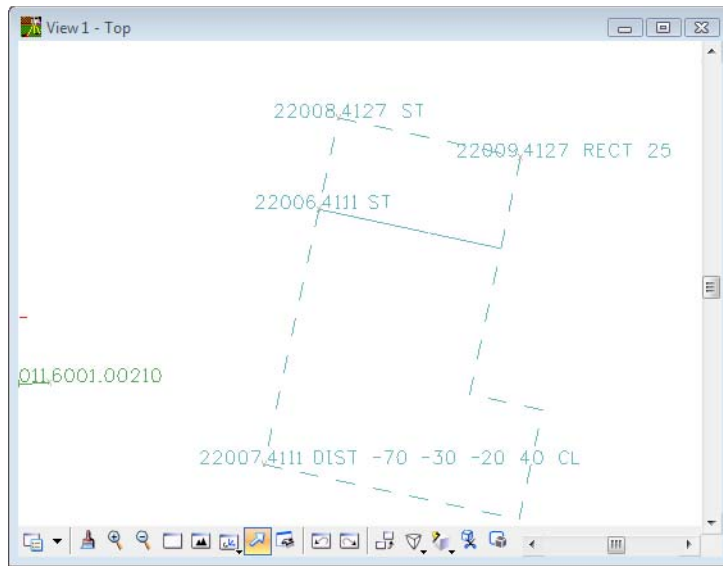 View 1 - Top
22008,4127 ST
22009,4127 RECT 25
22006,4111 ST
011,6001.00210
22007,4111 DIST -70 -30 -20 40 CL